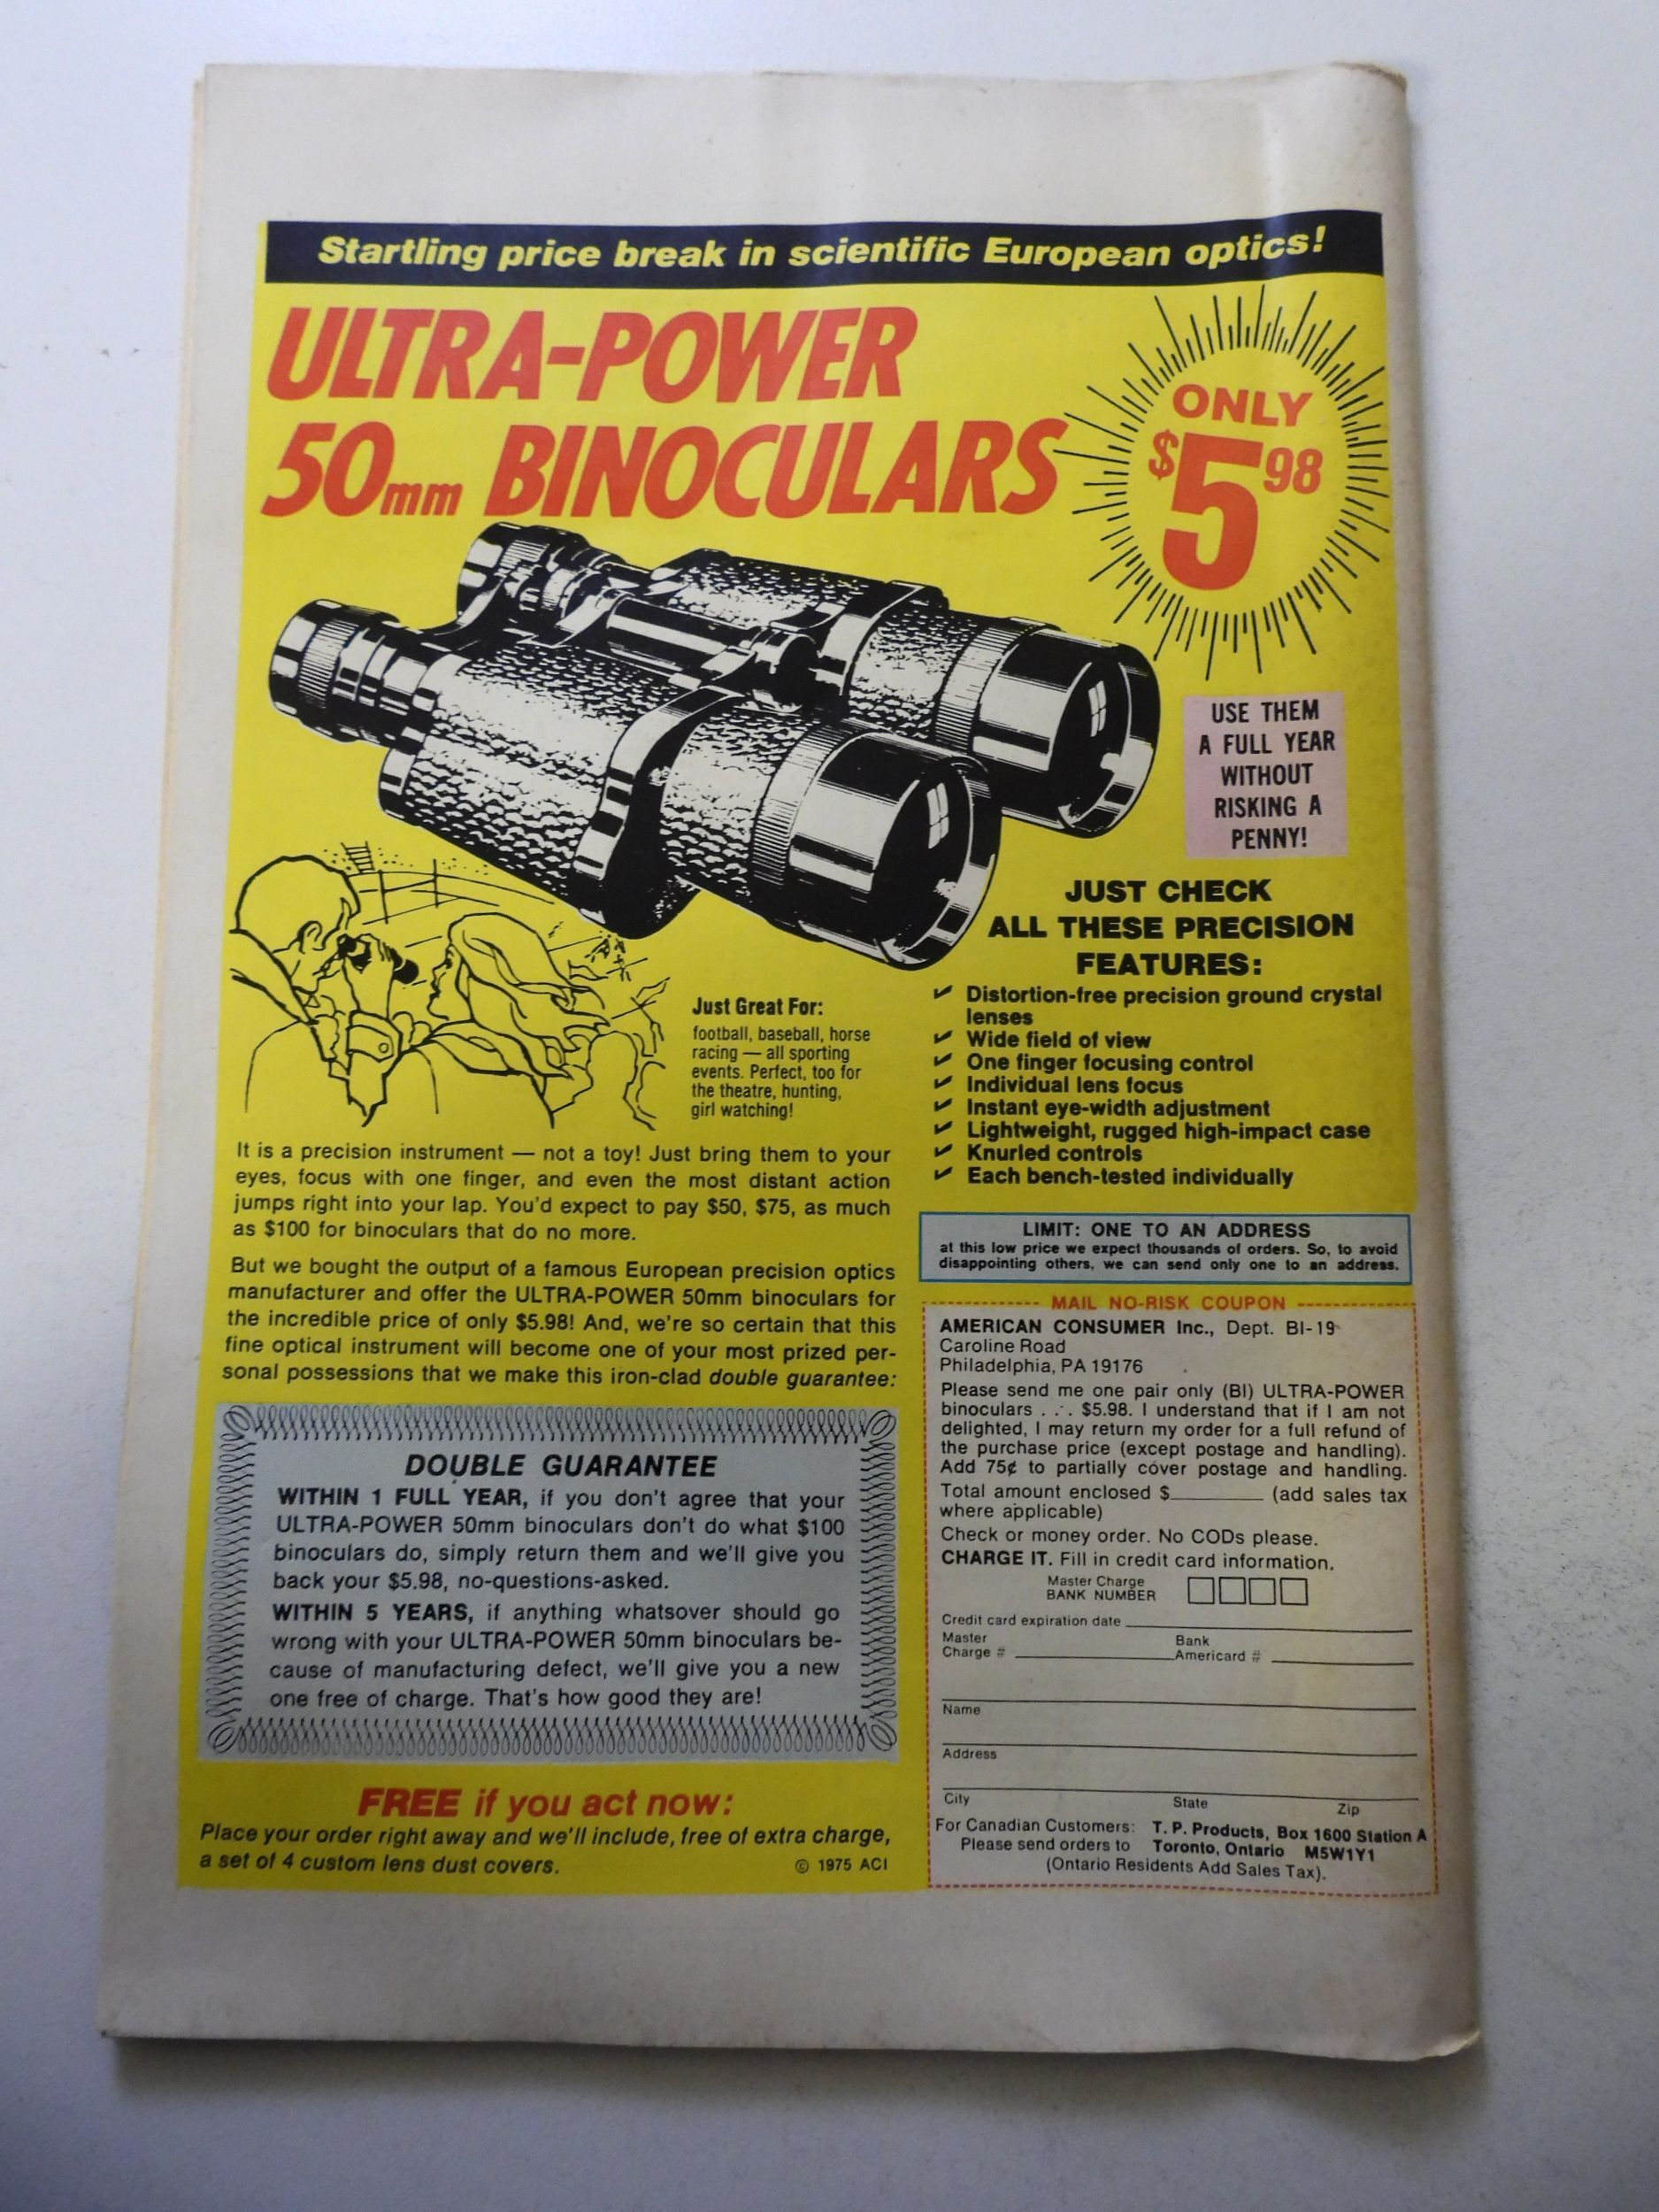 Startling price break in scientific European optics!
ULTRA-POWER
50mm BINOCULARS
ONLY
$5 98
USE THEM
A FULL YEAR
WITHOUT
RISKING A
PENNY!
JUST CHECK
ALL THESE PRECISION
FEATURES:
✔ Distortion-free precision ground crystal
lenses
✔ Wide field of view
✔ One finger focusing control
✔ Individual lens focus
✔ Instant eye-width adjustment
✔ Lightweight, rugged high-impact case
✔ Knurled controls
✔ Each bench-tested individually
Just Great For:
football, baseball, horse
racing — all sporting
events. Perfect, too for
the theatre, hunting,
girl watching!
It is a precision instrument — not a toy! Just bring them to your
eyes, focus with one finger, and even the most distant action
jumps right into your lap. You'd expect to pay $50, $75, as much
as $100 for binoculars that do no more.
But we bought the output of a famous European precision optics
manufacturer and offer the ULTRA-POWER 50mm binoculars for
the incredible price of only $5.98! And, we're so certain that this
fine optical instrument will become one of your most prized per-
sonal possessions that we make this iron-clad double guarantee:
DOUBLE GUARANTEE
WITHIN 1 FULL YEAR, if you don't agree that your
ULTRA-POWER 50mm binoculars don't do what $100
binoculars do, simply return them and we'll give you
back your $5.98, no-questions-asked.
WITHIN 5 YEARS, if anything whatsover should go
wrong with your ULTRA-POWER 50mm binoculars be-
cause of manufacturing defect, we'll give you a new
one free of charge. That's how good they are!
FREE if you act now:
Place your order right away and we'll include, free of extra charge,
a set of 4 custom lens dust covers.
© 1975 ACI
LIMIT: ONE TO AN ADDRESS
at this low price we expect thousands of orders. So, to avoid
disappointing others, we can send only one to an address.
MAIL NO-RISK COUPON
AMERICAN CONSUMER Inc., Dept. BI-19
Caroline Road
Philadelphia, PA 19176
Please send me one pair only (BI) ULTRA-POWER
binoculars . . . $5.98. I understand that if I am not
delighted, I may return my order for a full refund of
the purchase price (except postage and handling).
Add 75¢ to partially cover postage and handling.
Total amount enclosed $________ (add sales tax
where applicable)
Check or money order. No CODs please.
CHARGE IT. Fill in credit card information.
Master Charge
BANK NUMBER
Credit card expiration date
Master
Charge #
Bank
Americard #
Name
Address
City State Zip
For Canadian Customers: T. P. Products, Box 1600 Station A
Please send orders to Toronto, Ontario M5W1Y1
(Ontario Residents Add Sales Tax).